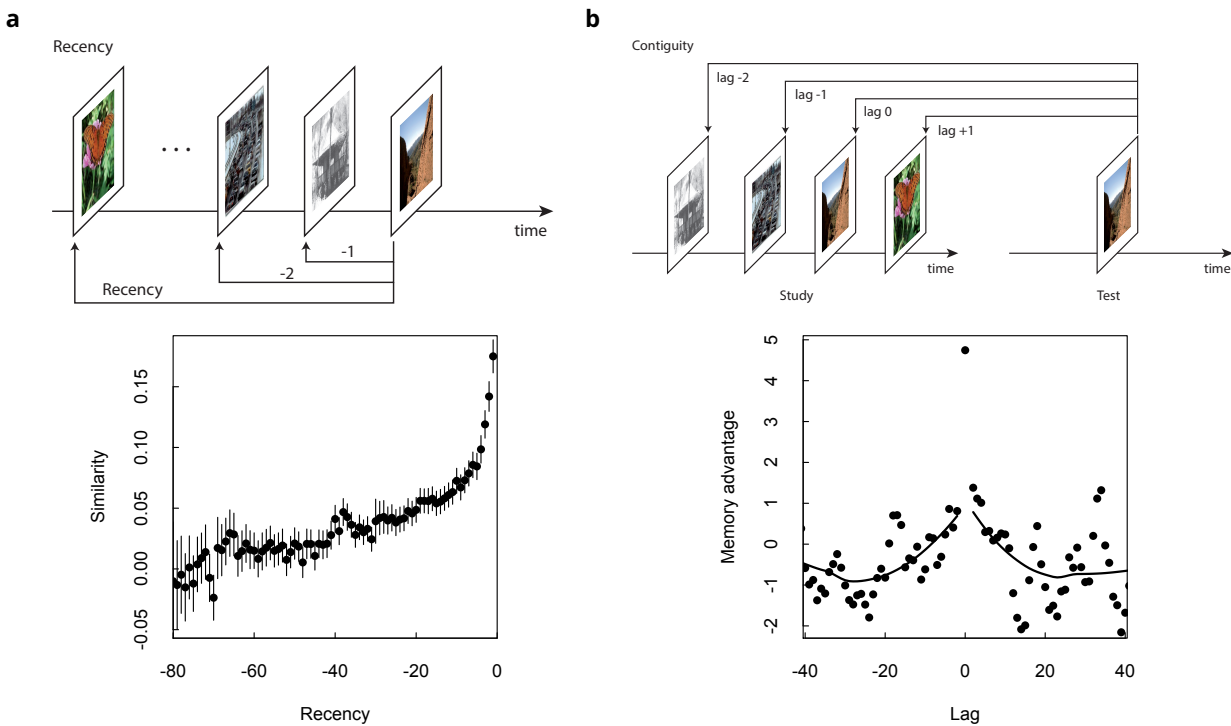 a
Recency
. . .
time
-1
-2
Recency
0.15
0.10
0.05
0.00
-0.05
Similarity
-80 -60 -40 -20 0
Recency
b
Contiguity
lag -2
lag -1
lag 0
lag +1
time
time
Study
Test
5
4
3
2
1
0
-1
-2
Memory advantage
-40 -20 0 20 40
Lag